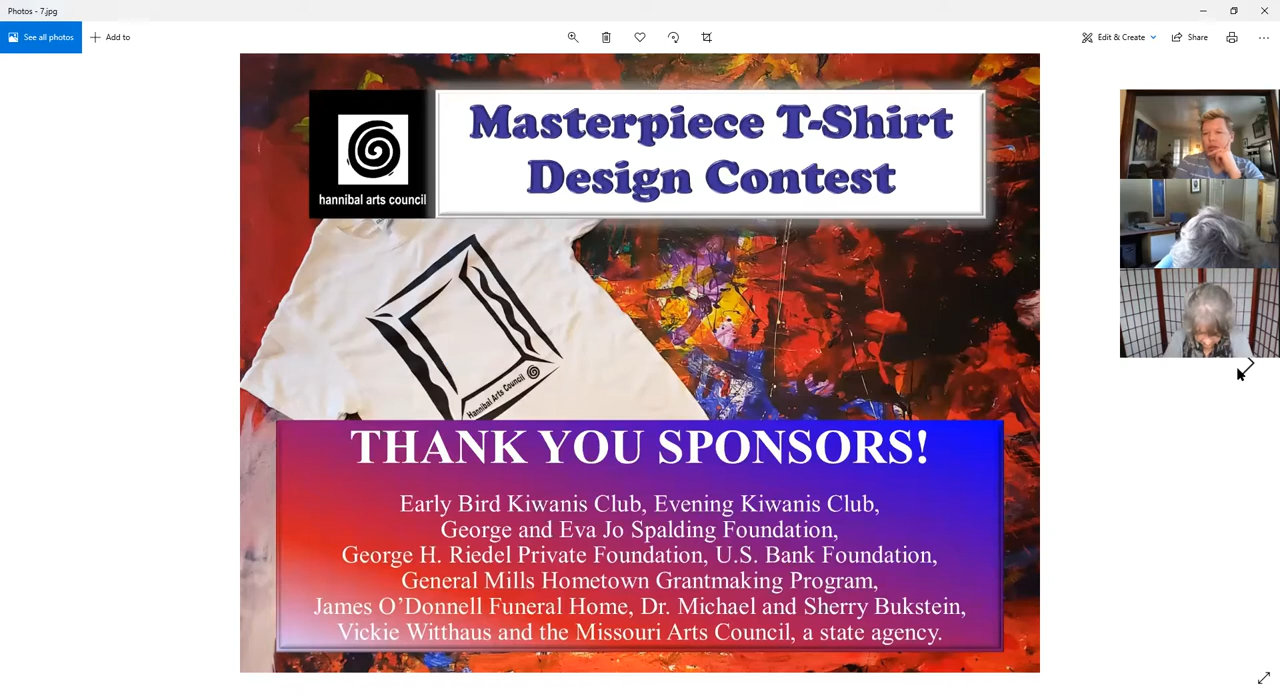 Photos - 7.jpg
See all photos
Add to
Edit & Create
Share
Masterpiece T-Shirt
Design Contest
hannibal arts council
Hannibal Arts Council
THANK YOU SPONSORS!
Early Bird Kiwanis Club, Evening Kiwanis Club,
George and Eva Jo Spalding Foundation,
George H. Riedel Private Foundation, U.S. Bank Foundation,
General Mills Hometown Grantmaking Program,
James O’Donnell Funeral Home, Dr. Michael and Sherry Bukstein,
Vickie Witthaus and the Missouri Arts Council, a state agency.